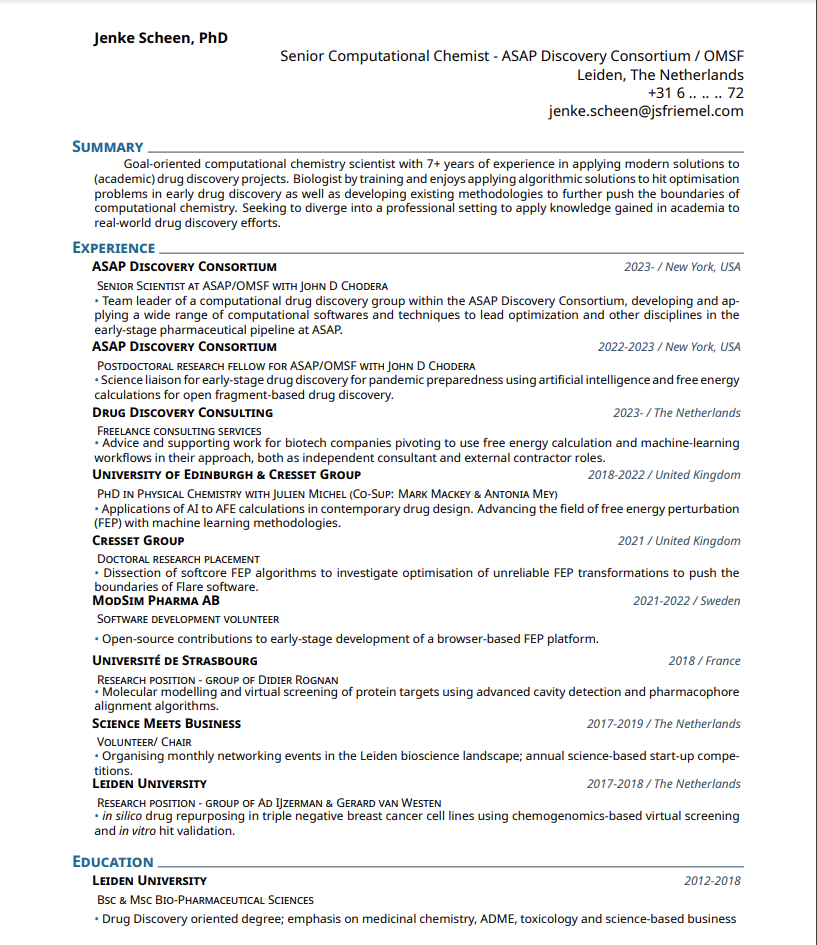 Jenke Scheen, PhD
Senior Computational Chemist - ASAP Discovery Consortium / OMSF
Leiden, The Netherlands
+31 6 .. .. .. 72
jenke.scheen@jsfriemel.com
Summary
Goal-oriented computational chemistry scientist with 7+ years of experience in applying modern solutions to
(academic) drug discovery projects. Biologist by training and enjoys applying algorithmic solutions to hit optimisation
problems in early drug discovery as well as developing existing methodologies to further push the boundaries of
computational chemistry. Seeking to diverge into a professional setting to apply knowledge gained in academia to
real-world drug discovery efforts.
Experience
ASAP Discovery Consortium 2023- / New York, USA
Senior Scientist at ASAP/OMSF with John D Chodera
• Team leader of a computational drug discovery group within the ASAP Discovery Consortium, developing and ap-
plying a wide range of computational softwares and techniques to lead optimization and other disciplines in the
early-stage pharmaceutical pipeline at ASAP.
ASAP Discovery Consortium 2022-2023 / New York, USA
Postdoctoral research fellow for ASAP/OMSF with John D Chodera
• Science liaison for early-stage drug discovery for pandemic preparedness using artificial intelligence and free energy
calculations for open fragment-based drug discovery.
Drug Discovery Consulting 2023- / The Netherlands
Freelance consulting services
• Advice and supporting work for biotech companies pivoting to use free energy calculation and machine-learning
workflows in their approach, both as independent consultant and external contractor roles.
University of Edinburgh & Cresset Group 2018-2022 / United Kingdom
PhD in Physical Chemistry with Julien Michel (Co-Sup: Mark Mackey & Antonia Mey)
• Applications of AI to AFE calculations in contemporary drug design. Advancing the field of free energy perturbation
(FEP) with machine learning methodologies.
Cresset Group 2021 / United Kingdom
Doctoral research placement
• Dissection of softcore FEP algorithms to investigate optimisation of unreliable FEP transformations to push the
boundaries of Flare software.
ModSim Pharma AB 2021-2022 / Sweden
Software development volunteer
• Open-source contributions to early-stage development of a browser-based FEP platform.
Université de Strasbourg 2018 / France
Research position - group of Didier Rognan
• Molecular modelling and virtual screening of protein targets using advanced cavity detection and pharmacophore
alignment algorithms.
Science Meets Business 2017-2019 / The Netherlands
Volunteer/ Chair
• Organising monthly networking events in the Leiden bioscience landscape; annual science-based start-up compe-
titions.
Leiden University 2017-2018 / The Netherlands
Research position - group of Ad IJzerman & Gerard van Westen
• in silico drug repurposing in triple negative breast cancer cell lines using chemogenomics-based virtual screening
and in vitro hit validation.
Education
Leiden University 2012-2018
Bsc & Msc Bio-Pharmaceutical Sciences
• Drug Discovery oriented degree; emphasis on medicinal chemistry, ADME, toxicology and science-based business